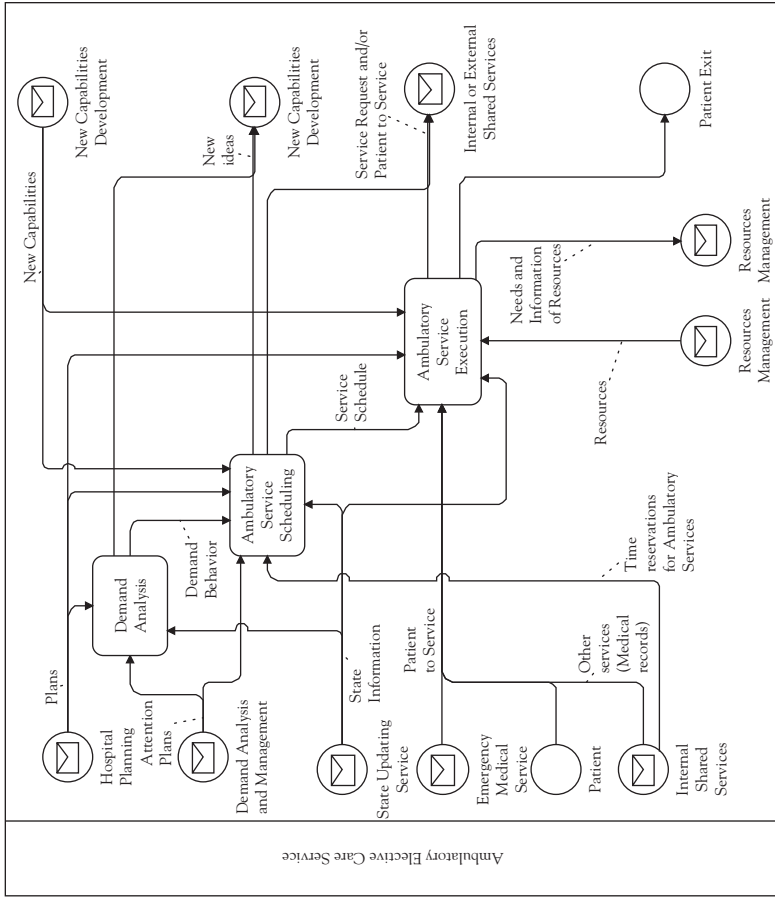 Ambulatory Elective Care Service
Plans
Hospital
Planning
Attention
Plans
Demand Analysis
and Management
State Updating
Service
Emergency
Medical
Service
Patient
Internal
Shared
Services
Demand
Analysis
Demand
Behavior
State
Information
Patient
to Service
Other
services
(Medical
records)
Time
reservations
for Ambulatory
Services
Ambulatory
Service
Scheduling
Service
Schedule
Ambulatory
Service
Execution
Resources
Resources
Management
Needs and
Information
of Resources
Resources
Management
New Capabilities
New Capabilities
Development
New
ideas
New Capabilities
Development
Service Request and/or
Patient to Service
Internal or External
Shared Services
Patient Exit